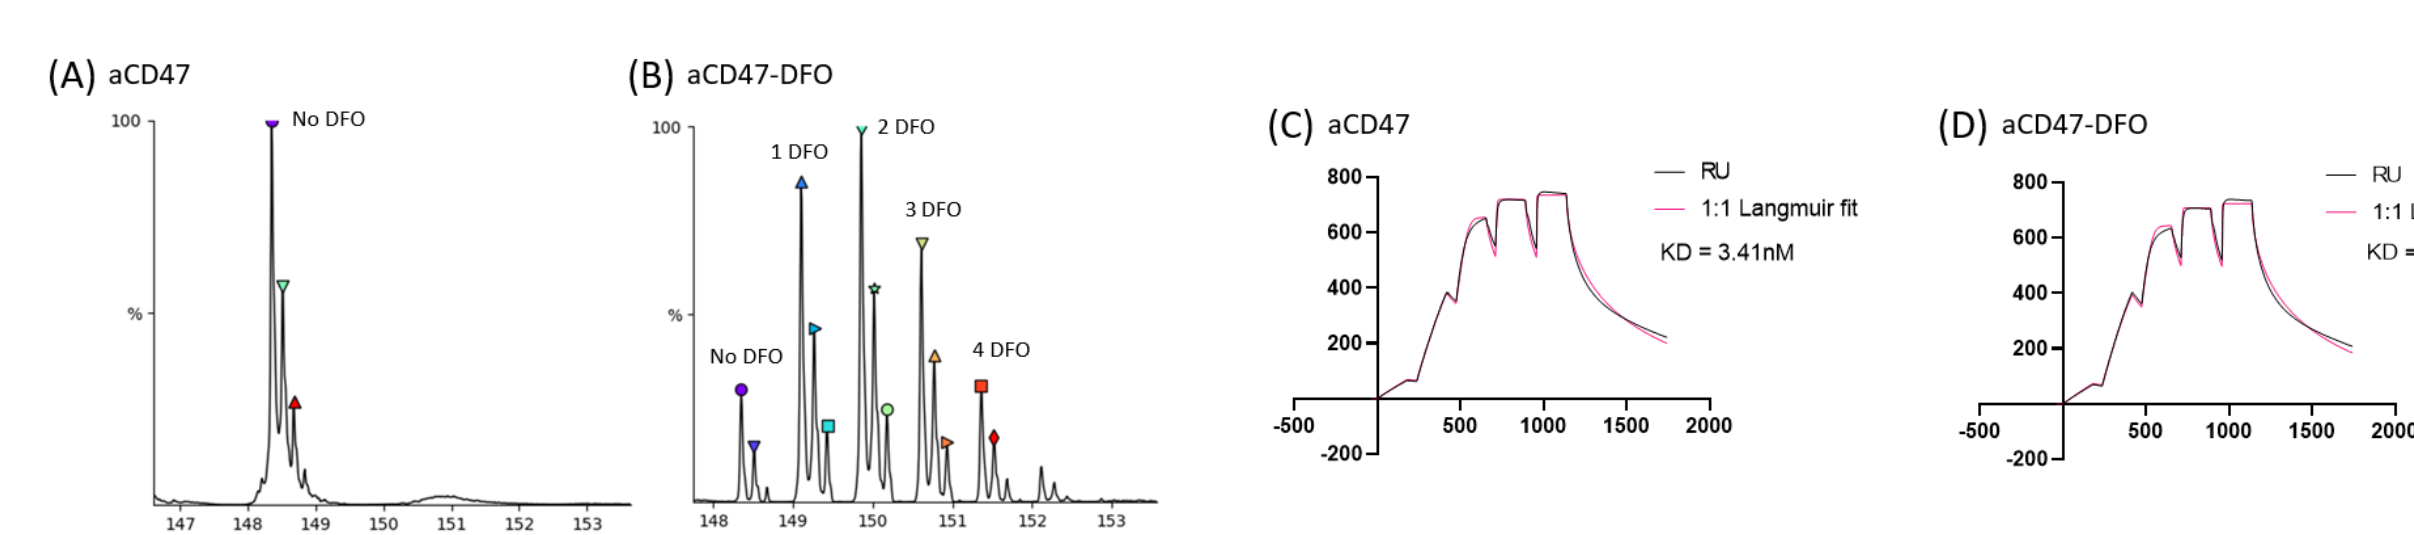 (A) aCD47
No DFO
100
%
147 148 149 150 151 152 153
(B) aCD47-DFO
100
%
No DFO
1 DFO
2 DFO
3 DFO
4 DFO
148 149 150 151 152 153
(C) aCD47
RU
1:1 Langmuir fit
KD = 3.41nM
800
600
400
200
-200
-500 500 1000 1500 2000
(D) aCD47-DFO
RU
1:1 L
KD =
800
600
400
200
-200
-500 500 1000 1500 2000